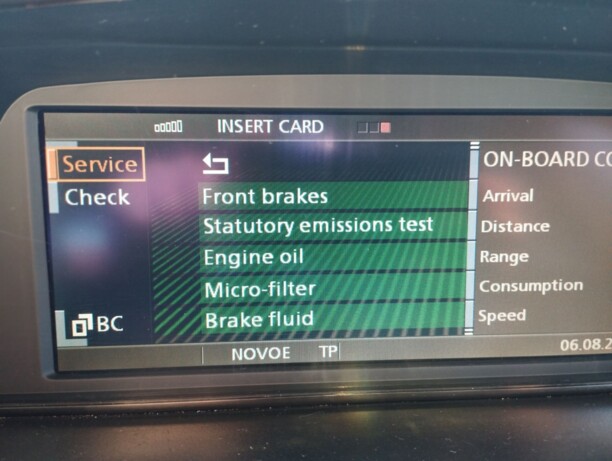 INSERT CARD
Service
Check
Front brakes
Statutory emissions test
Engine oil
Micro-filter
Brake fluid
BC
ON-BOARD CO
Arrival
Distance
Range
Consumption
Speed
NOVOE TP
06.08.2